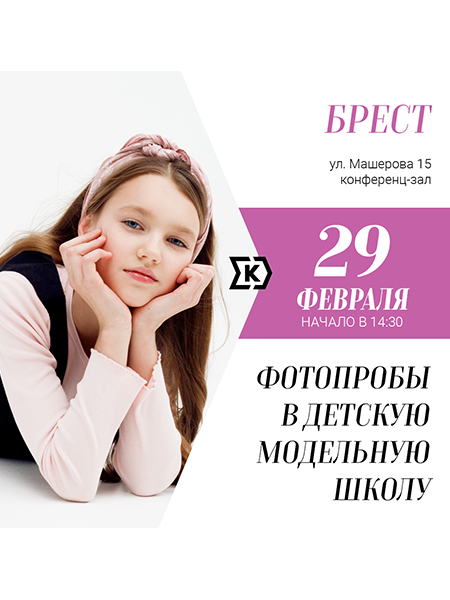 БРЕСТ
ул. Машерова 15
конференц-зал
29
ФЕВРАЛЯ
НАЧАЛО В 14:30
K
ФОТОПРОБЫ
В ДЕТСКУЮ
МОДЕЛЬНУЮ
ШКОЛУ